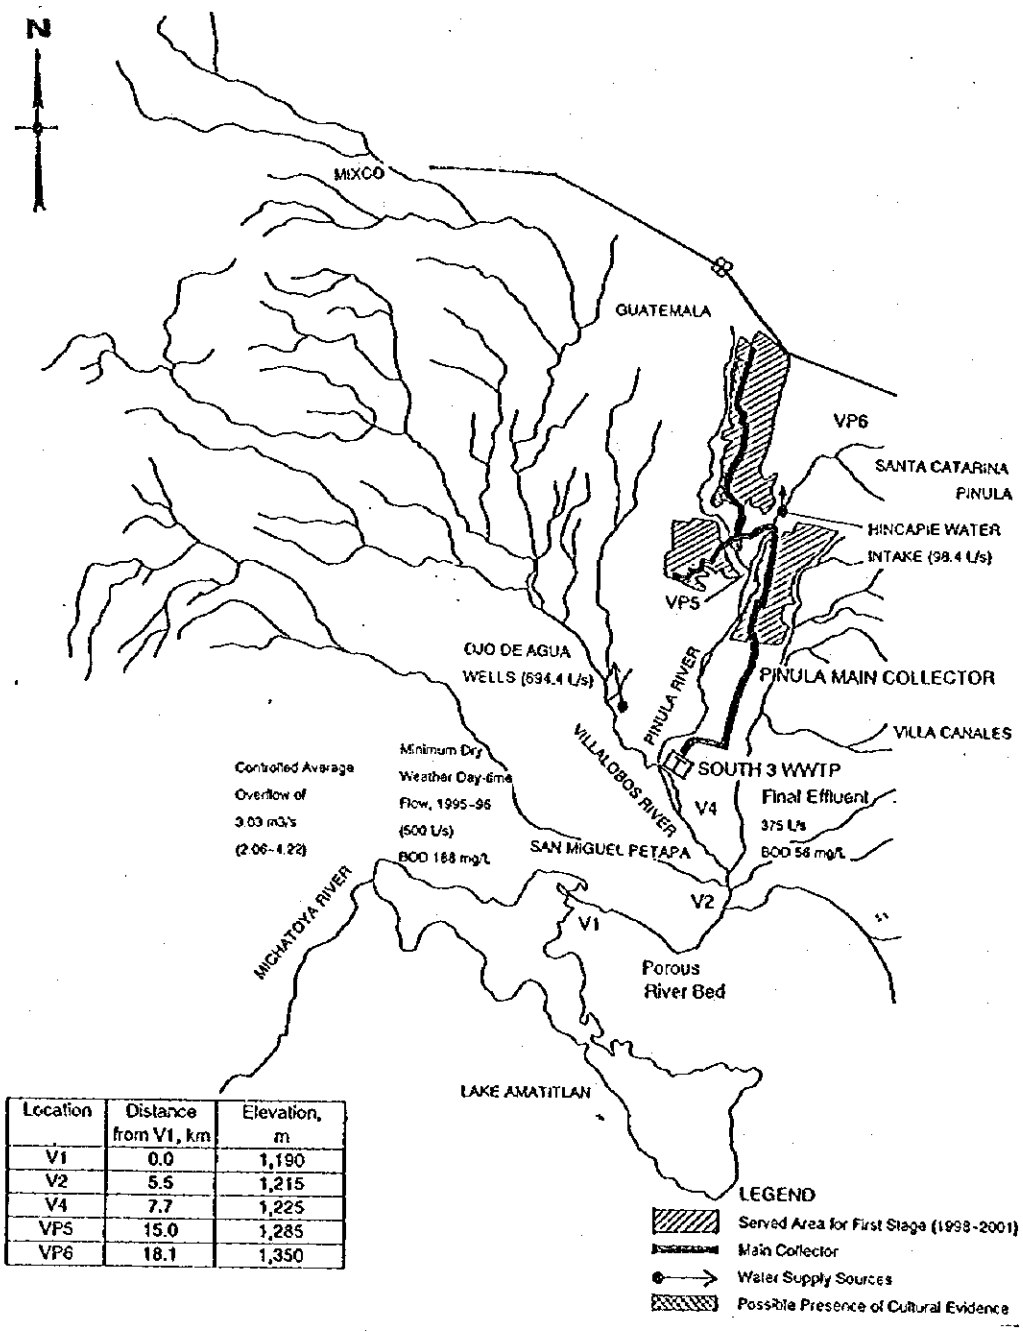 N
MIXCO
GUATEMALA
VP6
SANTA CATARINA
PINULA
HINCAPIE WATER
INTAKE (98.4 L/s)
VP5
OJO DE AGUA
WELLS (694.4 L/s)
PINULA RIVER
PINULA MAIN COLLECTOR
VILLA CANALES
VILLALOBOS RIVER
SOUTH 3 WWTP
T
V4
Final Effluent
375 L/s
BOD 56 mg/L
Controlled Average
Overflow of
3.03 m3/s
(2.06-4.22)
Minimum Dry
Weather Day-time
Flow, 1995-96
(500 L/s)
BOD 188 mg/L
SAN MIGUEL PETAPA
MICHATOYA RIVER
V1
V2
Porous
River Bed
LAKE AMATITLAN
Location Distance from V1, km Elevation, m
V1 0.0 1,190
V2 5.5 1,215
V4 7.7 1,225
VP5 15.0 1,285
VP6 18.1 1,350
LEGEND
Served Area for First Stage (1998-2001)
Main Collector
Water Supply Sources
Possible Presence of Cultural Evidence